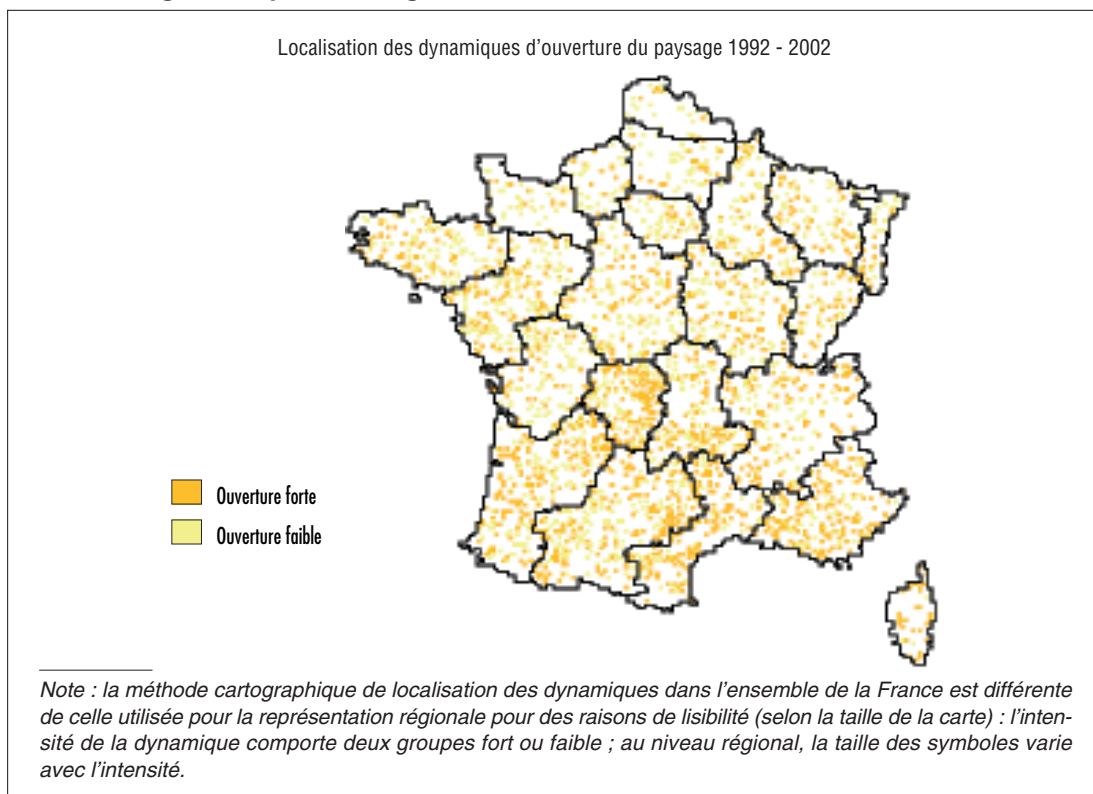 Localisation des dynamiques d'ouverture du paysage 1992 - 2002
Ouverture forte
Ouverture faible
Note : la méthode cartographique de localisation des dynamiques dans l'ensemble de la France est différente
de celle utilisée pour la représentation régionale pour des raisons de lisibilité (selon la taille de la carte) : l'inten-
sité de la dynamique comporte deux groupes fort ou faible ; au niveau régional, la taille des symboles varie
avec l'intensité.